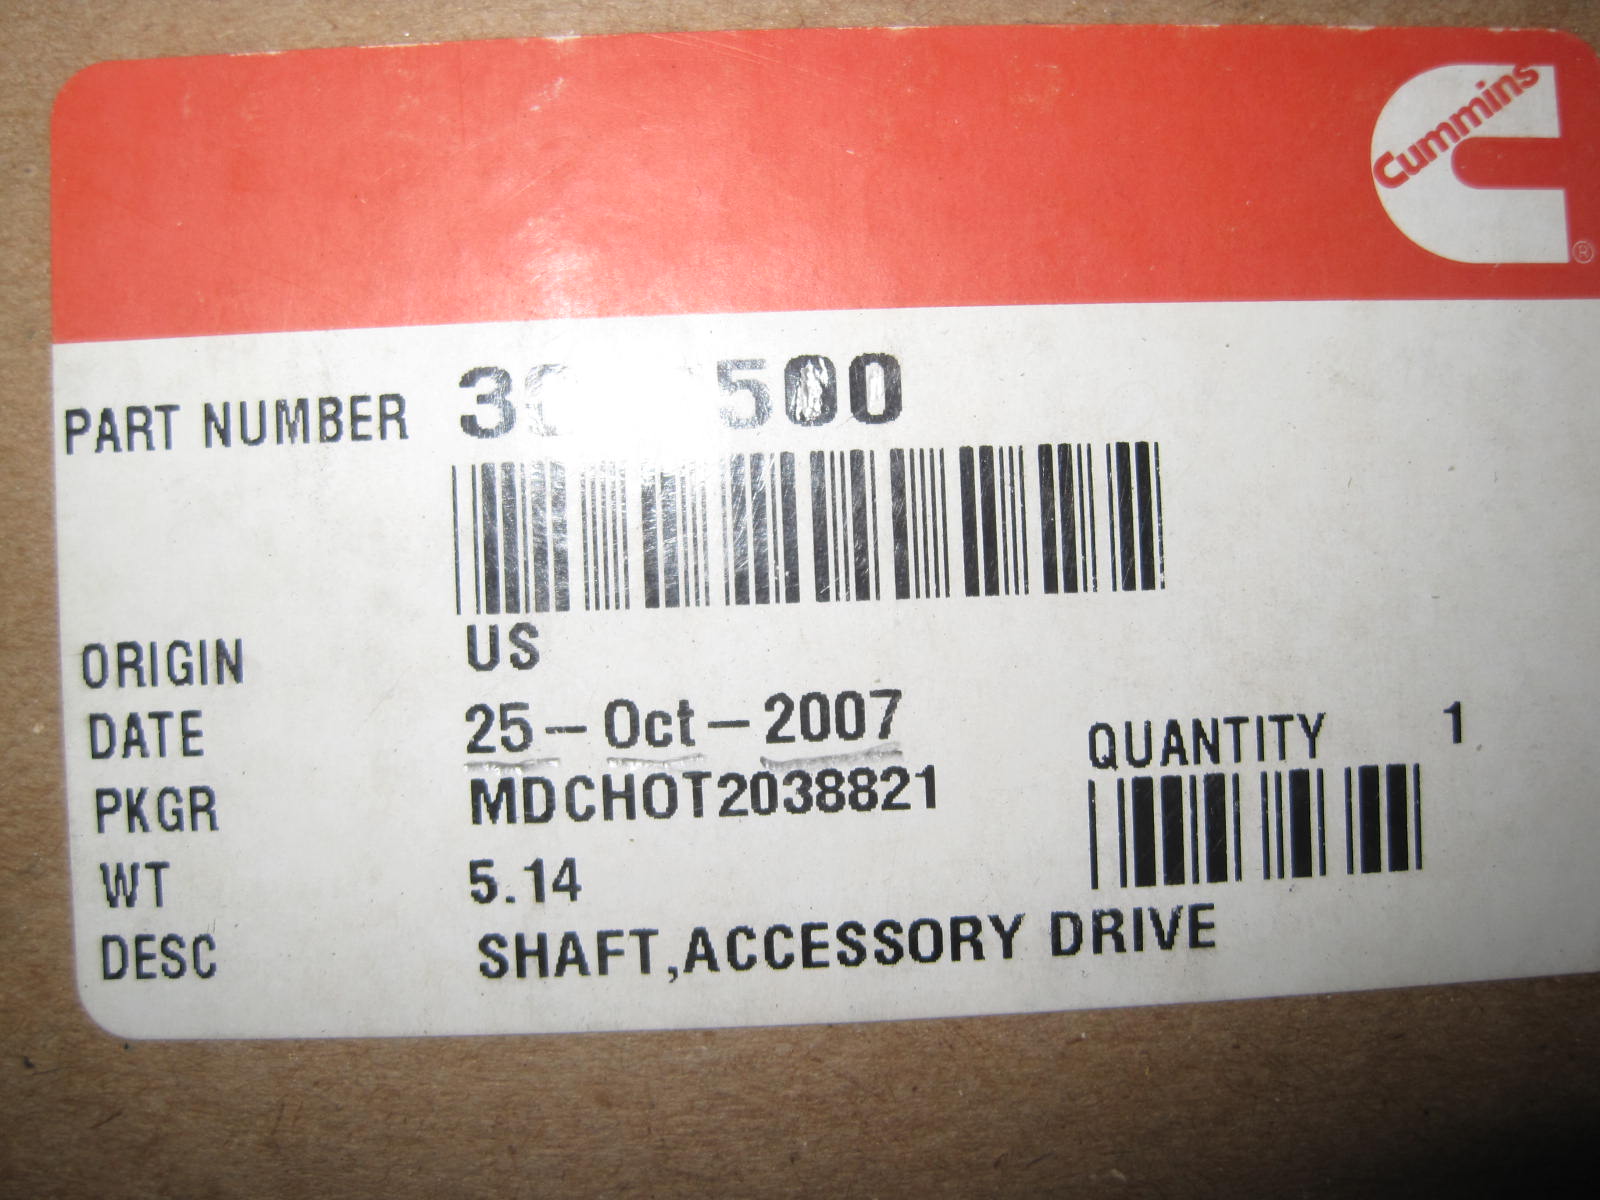 Cummins
®
PART NUMBER
ORIGIN US
DATE 25-Oct-2007
QUANTITY 1
PKGR MDCHOT2038821
WT 5.14
DESC SHAFT,ACCESSORY DRIVE